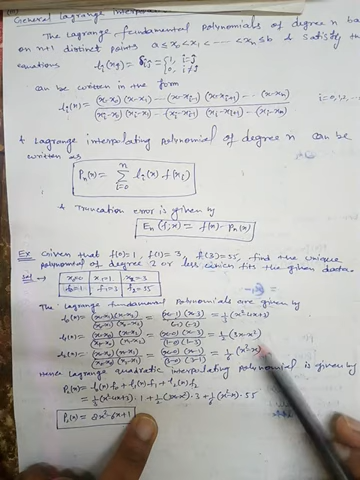 General Lagrange Interpolation
The Lagrange fundamental polynomials of degree n based
on n+1 distinct points a ≤ x₀ < x₁ < ---- < xₙ ≤ b & satisfy the
equations lᵢ(xⱼ) = δᵢⱼ = {1, i=j
{0, i≠j
can be written in the form
lᵢ(x) = (x-x₀)(x-x₁) --- (x-xᵢ₋₁)(x-xᵢ₊₁) --- (x-xₙ) i=0,1,
(xᵢ-x₀)(xᵢ-x₁) --- (xᵢ-xᵢ₋₁)(xᵢ-xᵢ₊₁) --- (xᵢ-xₙ)
A Lagrange interpolating polynomial of degree n can be
written as
Pₙ(x) = Σ lᵢ(x) f(xᵢ)
n
i=0
* Truncation error is given by
Eₙ(f;x) = f(x) - Pₙ(x)
Ex Given that f(0)=1, f(1)=3, f(3)=55, find the unique
polynomial of degree 2 or less which fits the given data.
Sol x₀=0 x₁=1 x₂=3
f₀=1 f₁=3 f₂=55
The Lagrange fundamental polynomials are given by
l₀(x) = (x-x₁)(x-x₂) / (x₀-x₁)(x₀-x₂) = (x-1)(x-3) / (-1)(-3) = 1/3 (x²-4x+3)
l₁(x) = (x-x₀)(x-x₂) / (x₁-x₀)(x₁-x₂) = (x-0)(x-3) / (1-0)(1-3) = 1/2 (3x-x²)
l₂(x) = (x-x₀)(x-x₁) / (x₂-x₀)(x₂-x₁) = (x-0)(x-1) / (3-0)(3-1) = 1/6 (x²-x)
Hence Lagrange quadratic interpolating polynomial is given by
P₂(x) = l₀(x) f₀ + l₁(x) f₁ + l₂(x) f₂
= 1/3 (x²-4x+3) · 1 + 1/2 (3x-x²) · 3 + 1/6 (x²-x) · 55
P₂(x) = 8x²-6x+1